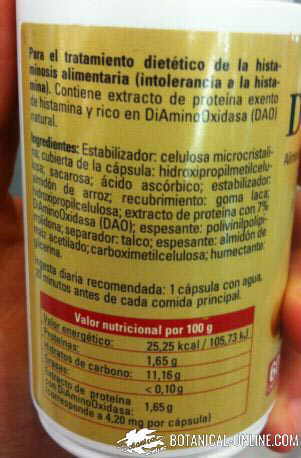 Para el tratamiento dietético de la hista-
minosis alimentaria (intolerancia a la hista-
mina). Contiene extracto de proteína exento
de histamina y rico en DiAminoOxidasa (DAO)
natural.
Ingredientes: Estabilizador: celulosa microcristali-
na; cubierta de la cápsula: hidroxipropilmetilcelu-
losa; sacarosa; ácido ascórbico; estabilizador:
almidón de arroz; recubrimiento: goma laca;
hidroxipropilcelulosa; extracto de proteína con 7%
DiAminoOxidasa (DAO); espesante: polivinilpolipi-
rrolidona; separador: talco; espesante: almidón de
maíz acetilado; carboximetilcelulosa; humectante:
glicerina.
Ingesta diaria recomendada: 1 cápsula con agua,
20 minutos antes de cada comida principal.
Valor nutricional por 100 g
Valor energético: 25,25 kcal / 105,73 kJ
Proteínas: 1,65 g
Hidratos de carbono: 11,16 g
Grasas: < 0,10 g
Extracto de proteína
con DiAminoOxidasa: 1,65 g
(corresponde a 4,20 mg por cápsula)
D
Alim
60
BOTANICAL-ONLINE.COM